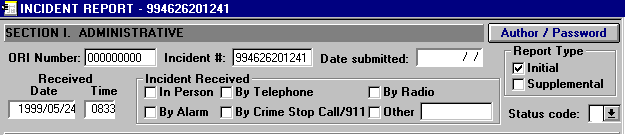 INCIDENT REPORT - 994626201241
SECTION I. ADMINISTRATIVE
Author / Password
ORI Number: 000000000 Incident #: 994626201241 Date submitted: / /
Report Type
Initial
Supplemental
Received
Date Time
1999/05/24 0833
Incident Received
In Person By Telephone By Radio
By Alarm By Crime Stop Call/911 Other
Status code: